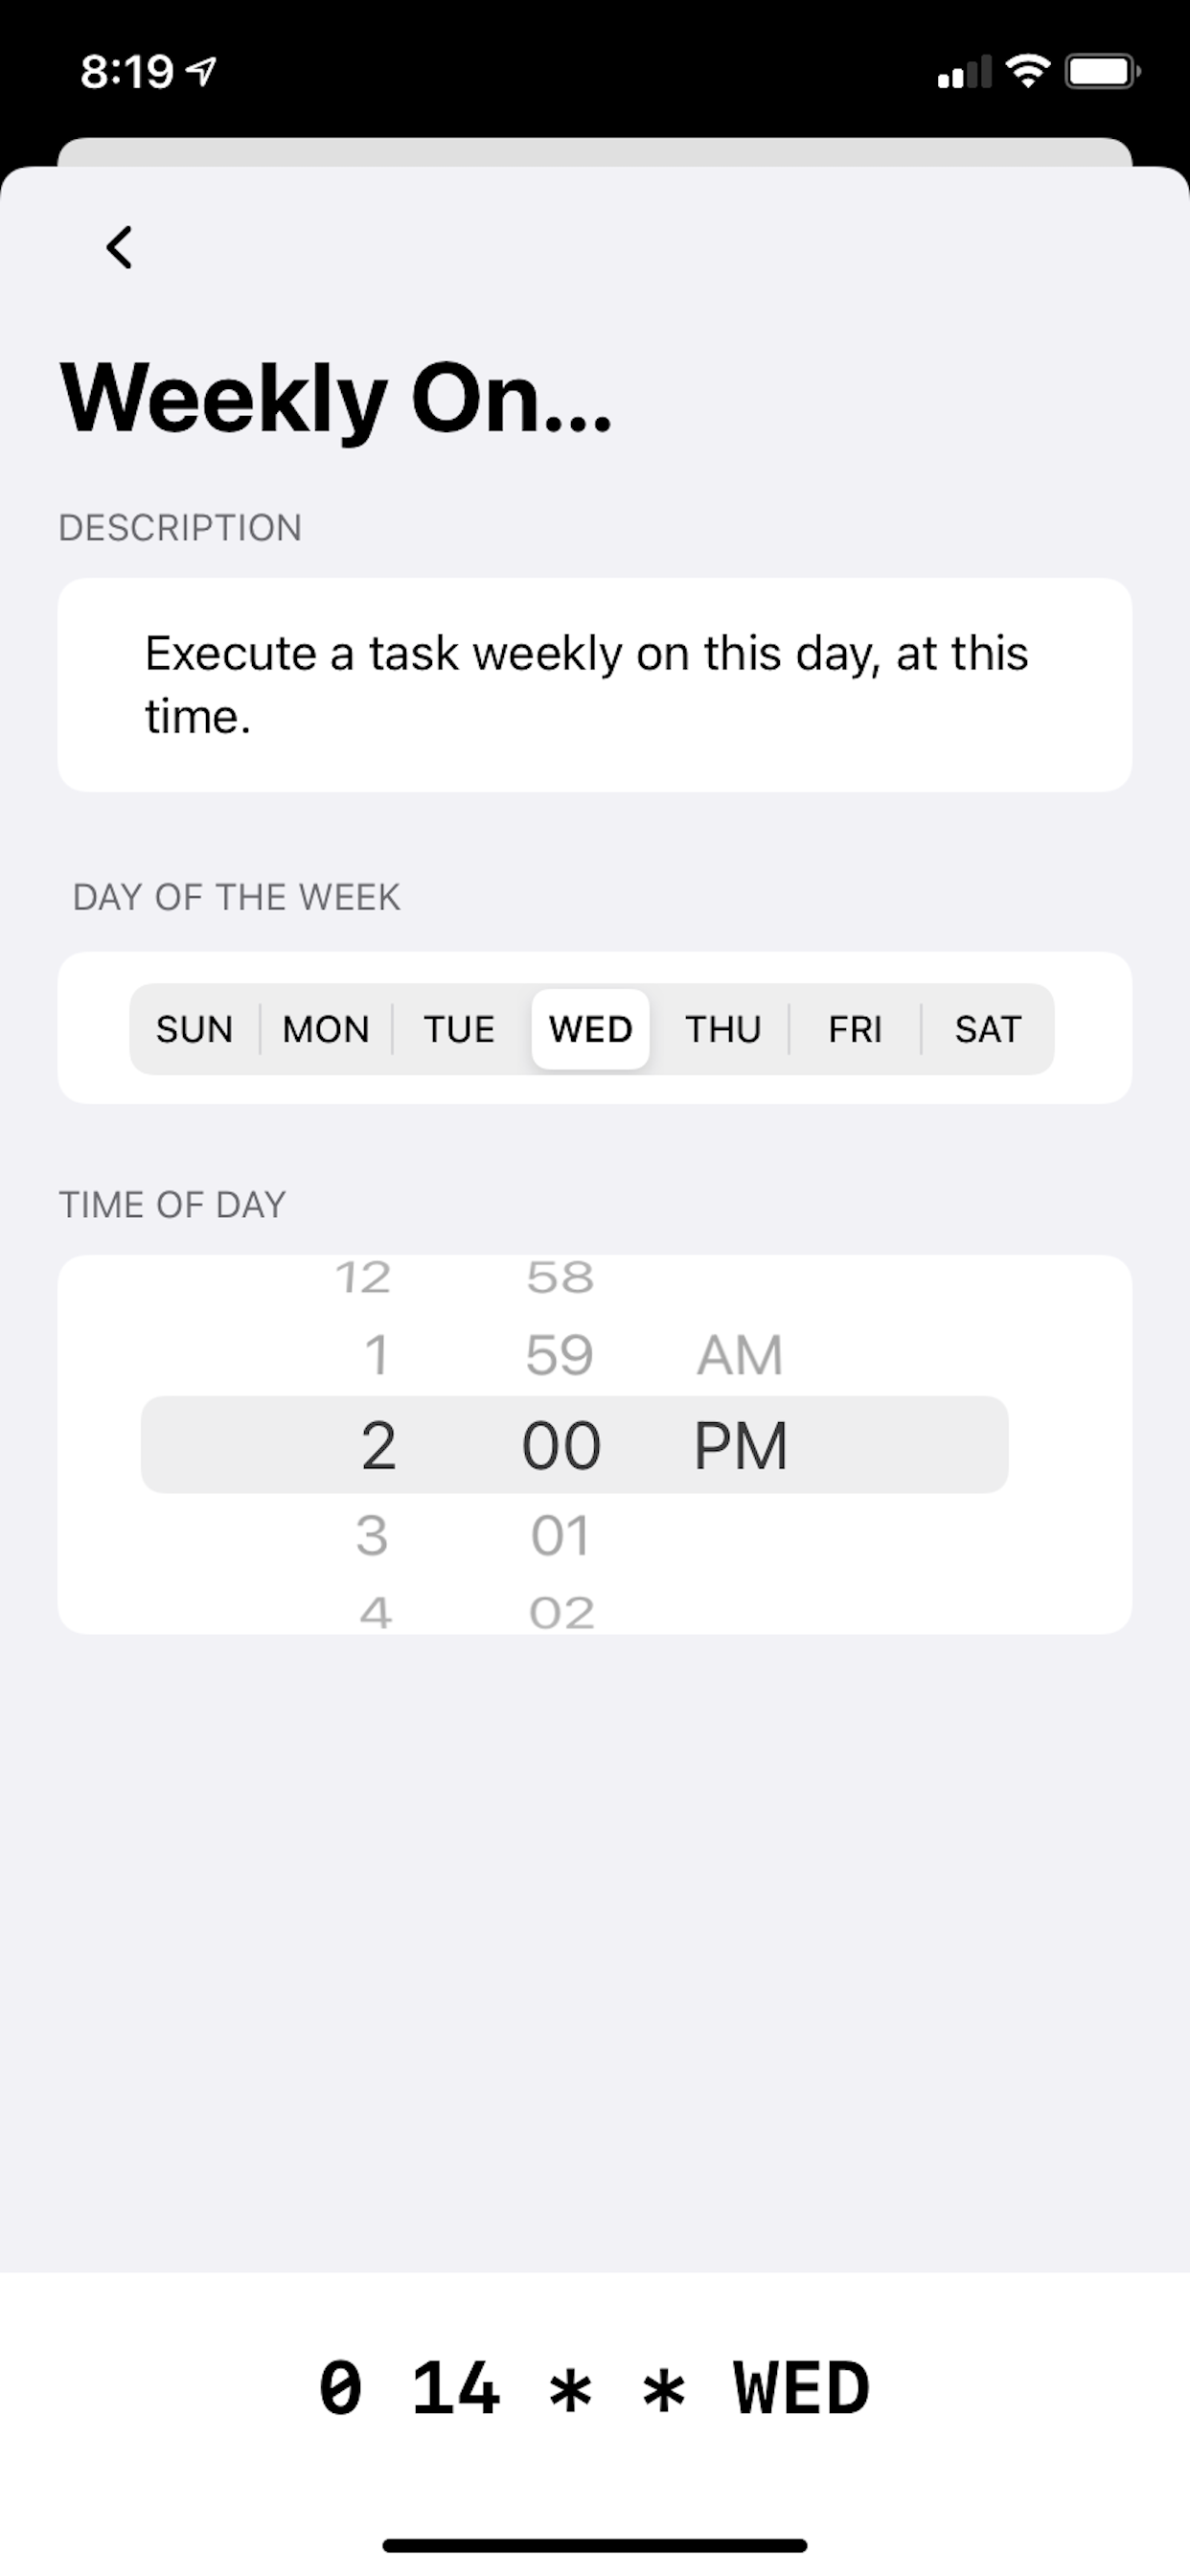 8:19
Weekly On...
DESCRIPTION
Execute a task weekly on this day, at this
time.
DAY OF THE WEEK
SUN MON TUE WED THU FRI SAT
TIME OF DAY
12 58
1 59 AM
2 00 PM
3 01
4 02
0 14 * * WED